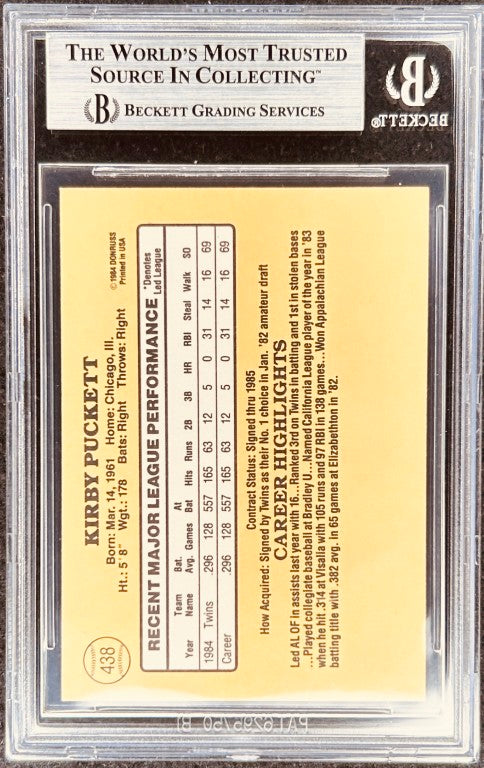 THE WORLD'S MOST TRUSTED
SOURCE IN COLLECTING™
BECKETT GRADING SERVICES
B
BECKETT®
438
KIRBY PUCKETT
© 1984 DONRUSS
Printed in USA
Born: Mar. 14, 1961 Home: Chicago, Ill.
Ht.: 5' 8" Wgt.: 178 Bats: Right Throws: Right
RECENT MAJOR LEAGUE PERFORMANCE
*Denotes
Led League
Year Team Name Bat. Avg. Games At Bat Hits Runs 2B 3B HR RBI Steal Walk SO
1984 Twins .296 128 557 165 63 12 5 0 31 14 16 69
Career .296 128 557 165 63 12 5 0 31 14 16 69
Contract Status: Signed thru 1985
How Acquired: Signed by Twins as their No. 1 choice in Jan. '82 amateur draft
CAREER HIGHLIGHTS
Led AL OF in assists last year with 16...Ranked 3rd on Twins in batting and 1st in stolen bases
...Played collegiate baseball at Bradley U...Named California League player of the year in '83
when he hit .314 at Visalia with 105 runs and 97 RBI in 138 games...Won Appalachian League
batting title with .382 avg. in 65 games at Elizabethton in '82.